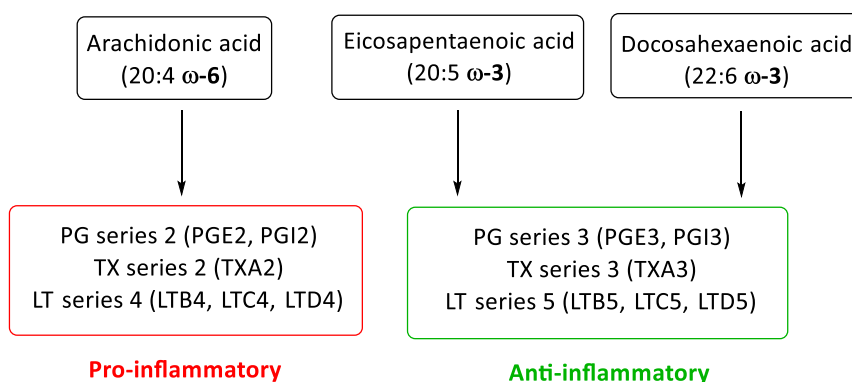 Arachidonic acid
(20:4 ω-6)
Eicosapentaenoic acid
(20:5 ω-3)
Docosahexaenoic acid
(22:6 ω-3)
PG series 2 (PGE2, PGI2)
TX series 2 (TXA2)
LT series 4 (LTB4, LTC4, LTD4)
Pro-inflammatory
PG series 3 (PGE3, PGI3)
TX series 3 (TXA3)
LT series 5 (LTB5, LTC5, LTD5)
Anti-inflammatory